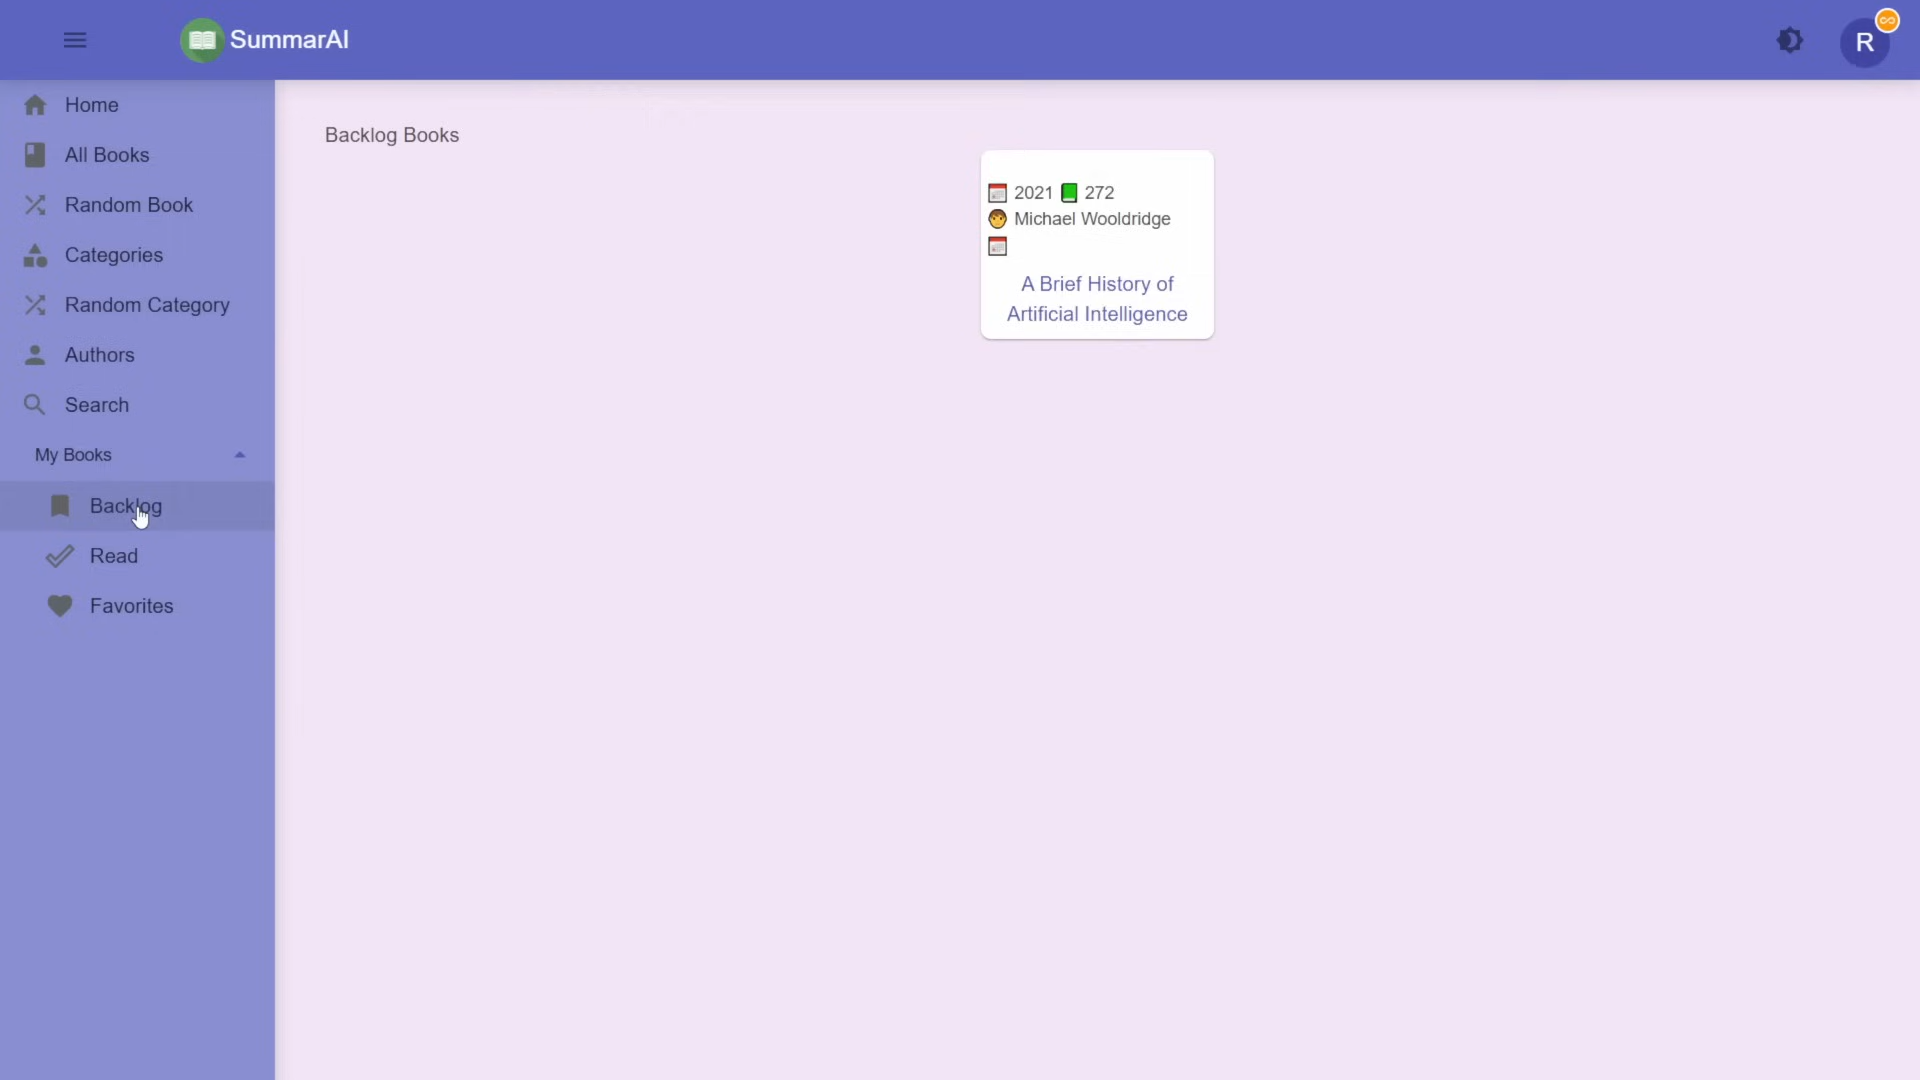 SummarAI
R
Home
All Books
Random Book
Categories
Random Category
Authors
Search
My Books
Backlog
Read
Favorites
Backlog Books
2021 272
Michael Wooldridge
A Brief History of
Artificial Intelligence